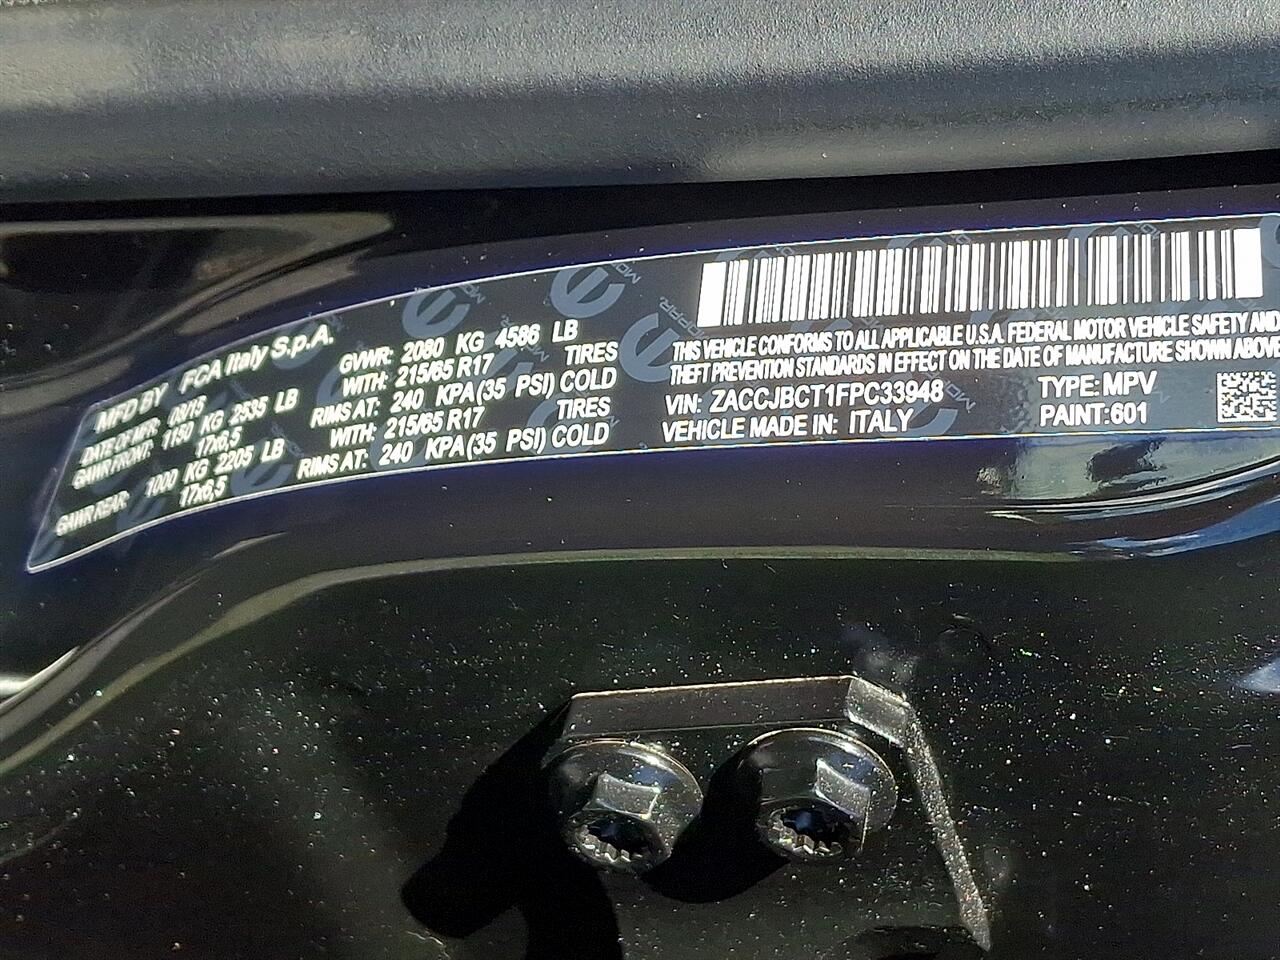 MFD BY FCA Italy S.p.A.
DATE OF MFR: 08/15 GVWR: 2080 KG 4586 LB
GAWR FRONT: 1150 KG 2535 LB WITH: 215/65 R17 TIRES
17x6,5 RIMS AT: 240 KPA(35 PSI) COLD
GAWR REAR: 1000 KG 2205 LB WITH: 215/65 R17 TIRES
17x6,5 RIMS AT: 240 KPA(35 PSI) COLD
THIS VEHICLE CONFORMS TO ALL APPLICABLE U.S.A. FEDERAL MOTOR VEHICLE SAFETY AND
THEFT PREVENTION STANDARDS IN EFFECT ON THE DATE OF MANUFACTURE SHOWN ABOVE
VIN: ZACCJBCT1FPC33948 TYPE: MPV
VEHICLE MADE IN: ITALY PAINT: 601
MOPAR